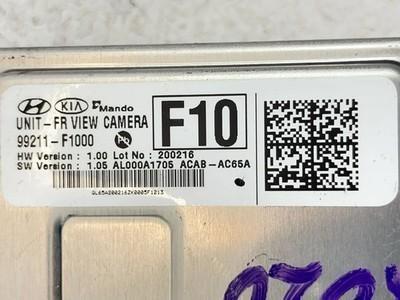 HYUNDAI KIA Mando
UNIT-FR VIEW CAMERA
99211-F1000 Pb
F10
HW Version : 1.00 Lot No : 200216
SW Version : 1.05 AL000A1705 ACAB-AC65A